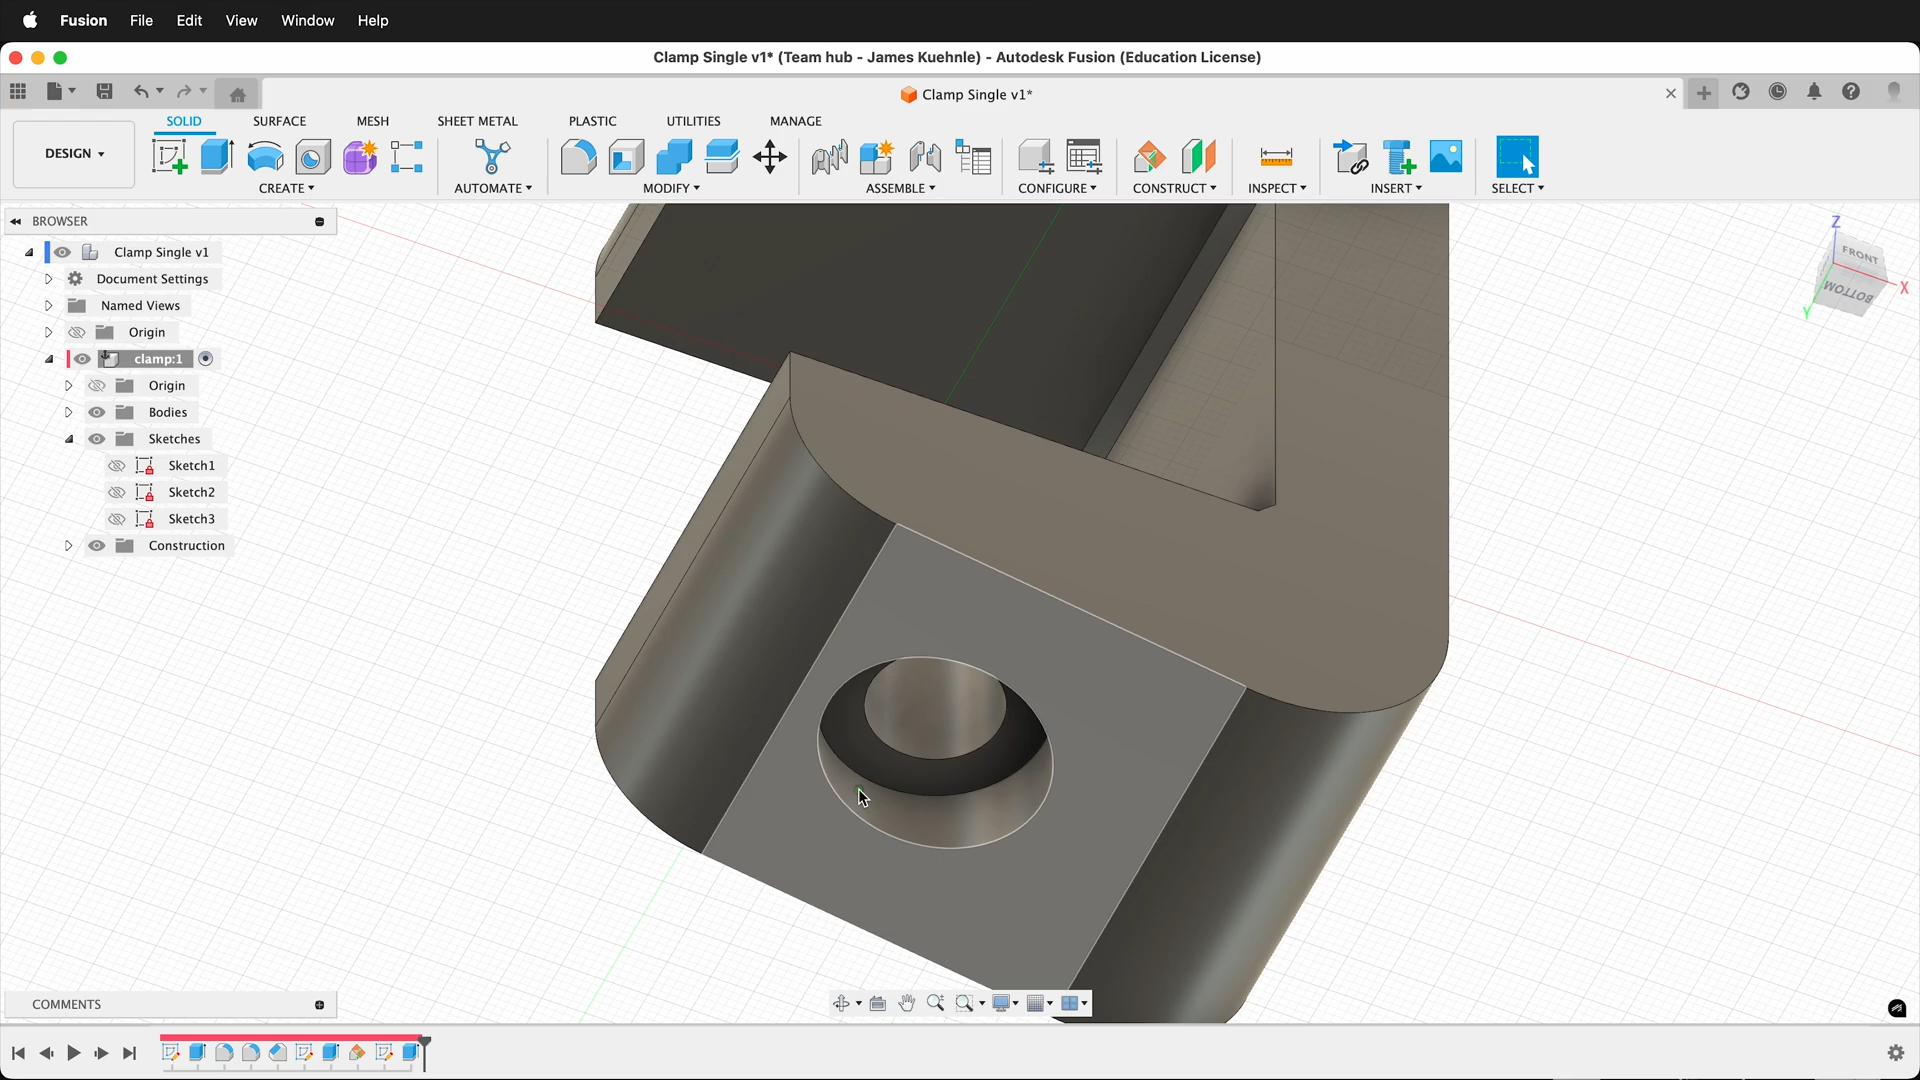 Fusion File Edit View Window Help
Clamp Single v1* (Team hub - James Kuehnle) - Autodesk Fusion (Education License)
Clamp Single v1*
SOLID SURFACE MESH SHEET METAL PLASTIC UTILITIES MANAGE
DESIGN
CREATE AUTOMATE MODIFY ASSEMBLE CONFIGURE CONSTRUCT INSPECT INSERT SELECT
BROWSER
Clamp Single v1
Document Settings
Named Views
Origin
clamp:1
Origin
Bodies
Sketches
Sketch1
Sketch2
Sketch3
Construction
Z
FRONT
BOTTOM
X
Y
COMMENTS